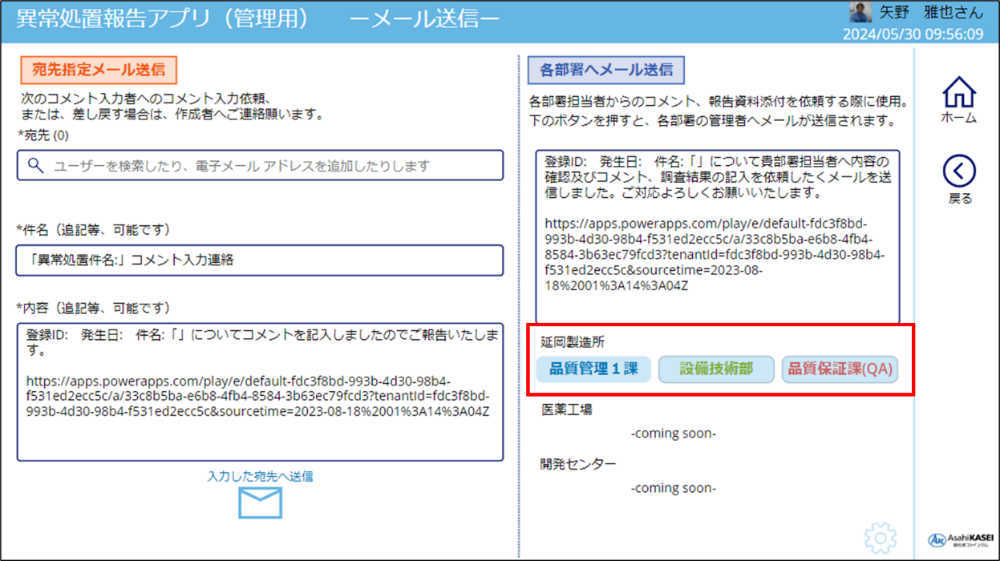 異常処置報告アプリ（管理用）　ーメール送信ー
矢野　雅也さん
2024/05/30 09:56:09
宛先指定メール送信
次のコメント入力者へのコメント入力依頼、
または、差し戻す場合は、作成者へご連絡願います。
*宛先 (0)
ユーザーを検索したり、電子メール アドレスを追加したりします
*件名（追記等、可能です）
「異常処置件名:」コメント入力連絡
*内容（追記等、可能です）
登録ID:　発生日:　件名:「」についてコメントを記入しましたのでご報告いたしま
す。
https://apps.powerapps.com/play/e/default-fdc3f8bd-993b-4d30-98b4-
f531ed2ecc5c/a/33c8b5ba-e6b8-4fb4-8584-3b63ec79fcd3?tenantId=fdc3f8bd-
993b-4d30-98b4-f531ed2ecc5c&sourcetime=2023-08-18%2001%3A14%3A04Z
入力した宛先へ送信
各部署へメール送信
各部署担当者からのコメント、報告資料添付を依頼する際に使用。
下のボタンを押すと、各部署の管理者へメールが送信されます。
登録ID:　発生日:　件名:「」について貴部署担当者へ内容の
確認及びコメント、調査結果の記入を依頼したくメールを送
信しました。ご対応よろしくお願いいたします。
https://apps.powerapps.com/play/e/default-fdc3f8bd-
993b-4d30-98b4-f531ed2ecc5c/a/33c8b5ba-e6b8-4fb4-
8584-3b63ec79fcd3?tenantId=fdc3f8bd-993b-4d30-98b4-
f531ed2ecc5c&sourcetime=2023-08-
18%2001%3A14%3A04Z
延岡製造所
品質管理１課
設備技術部
品質保証課(QA)
医薬工場
-coming soon-
開発センター
-coming soon-
ホーム
戻る
AsahiKASEI